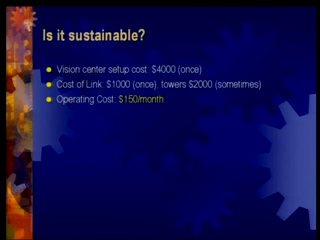 Is it sustainable?
Vision center setup cost: $4000 (once)
Cost of Link: $1000 (once). towers $2000 (sometimes)
Operating Cost: $150/month